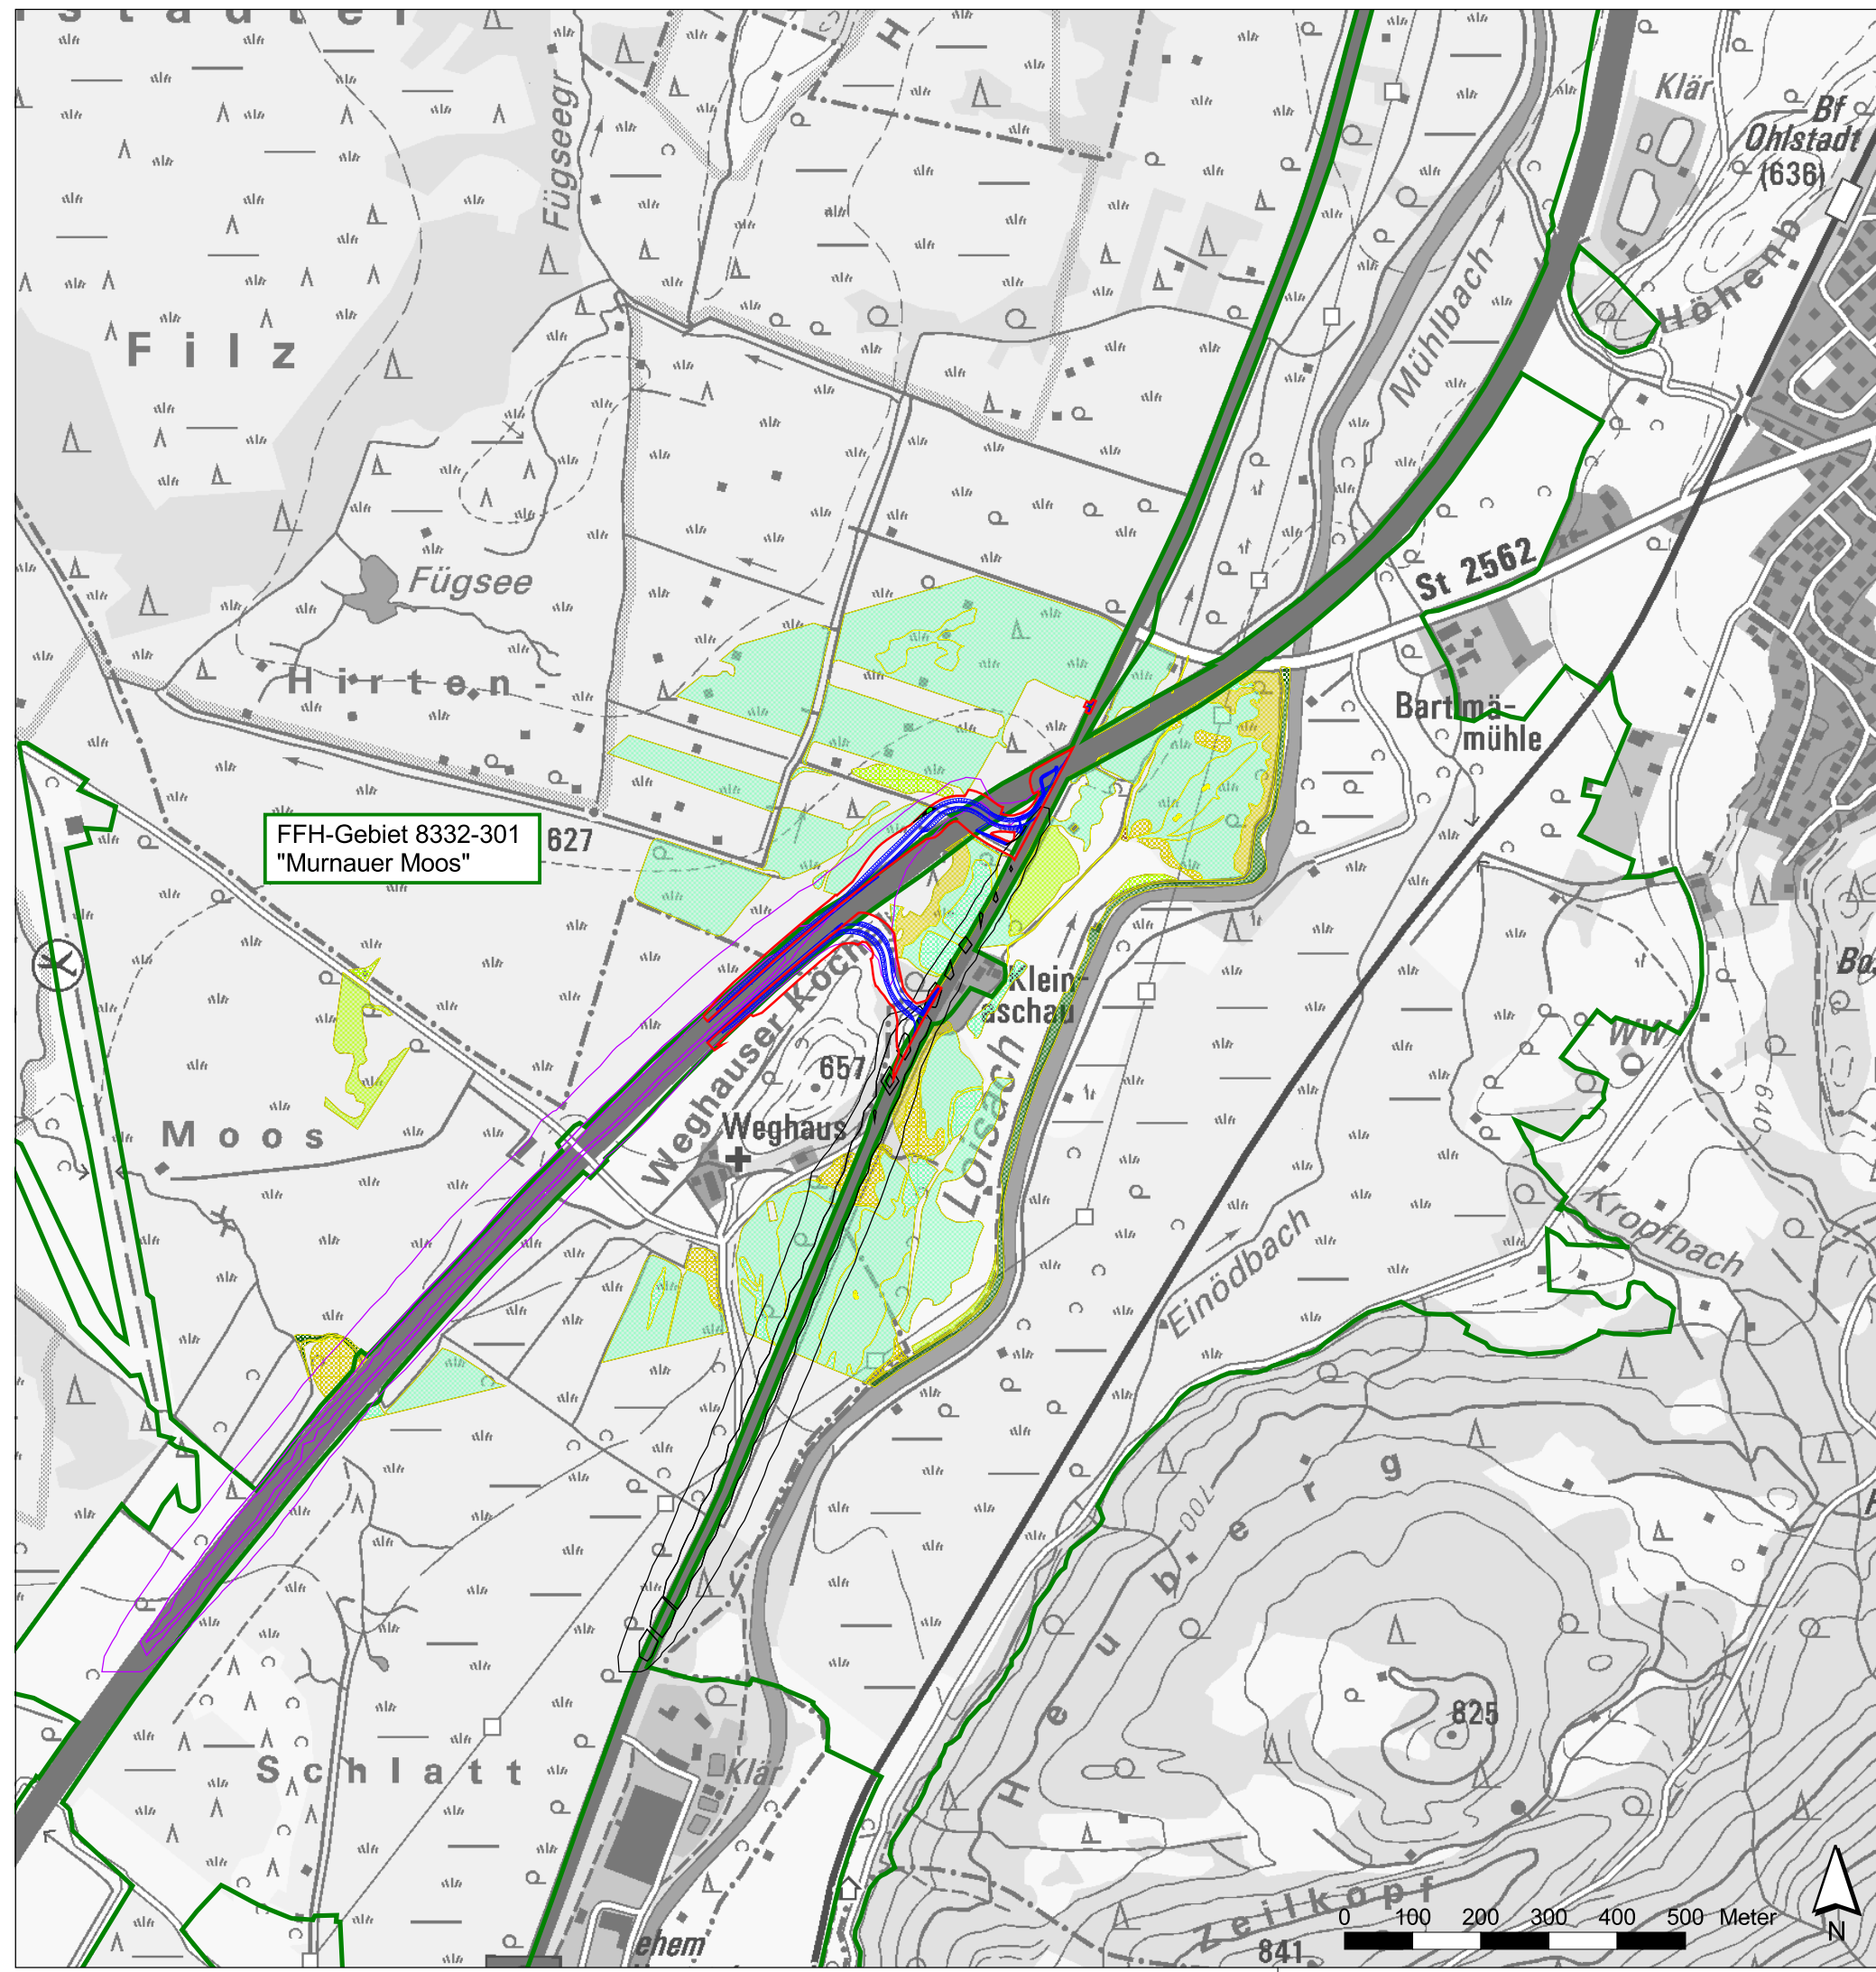 Fügseegr
H
Klär
Bf
Ohlstadt
(636)
Höhenb
Mühlbach
Filz
Fügsee
St 2562
Hirten-
Bartlmä-
mühle
FFH-Gebiet 8332-301
"Murnauer Moos"
627
Weghauser Köch
Klein-
aschau
WW
657
640
Moos
Weghaus
Loisach
Kropfbach
Einödbach
700
Heuberg
825
Schlatt
Klär
Zeilkopf
841
ehem
0 100 200 300 400 500 Meter
N